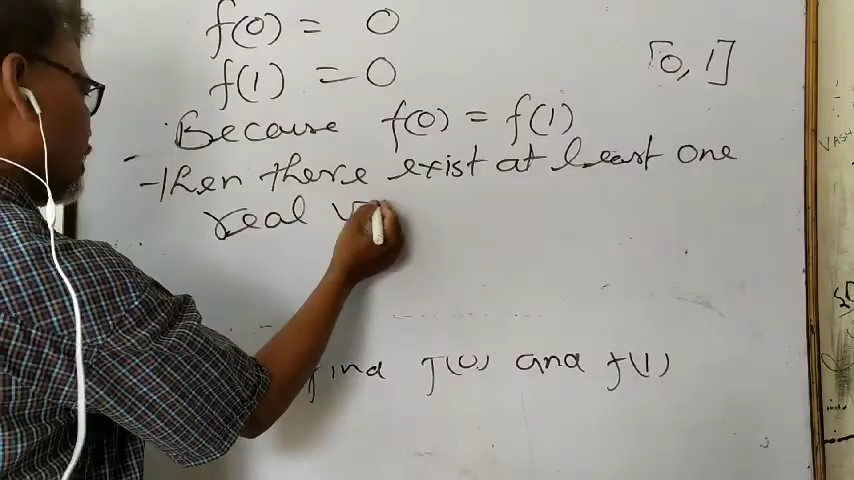 f(0) = 0
f(1) = 0
[0, 1]
Because f(0) = f(1)
Then there exist at least one
real
find f(0) and f(1)
VASH